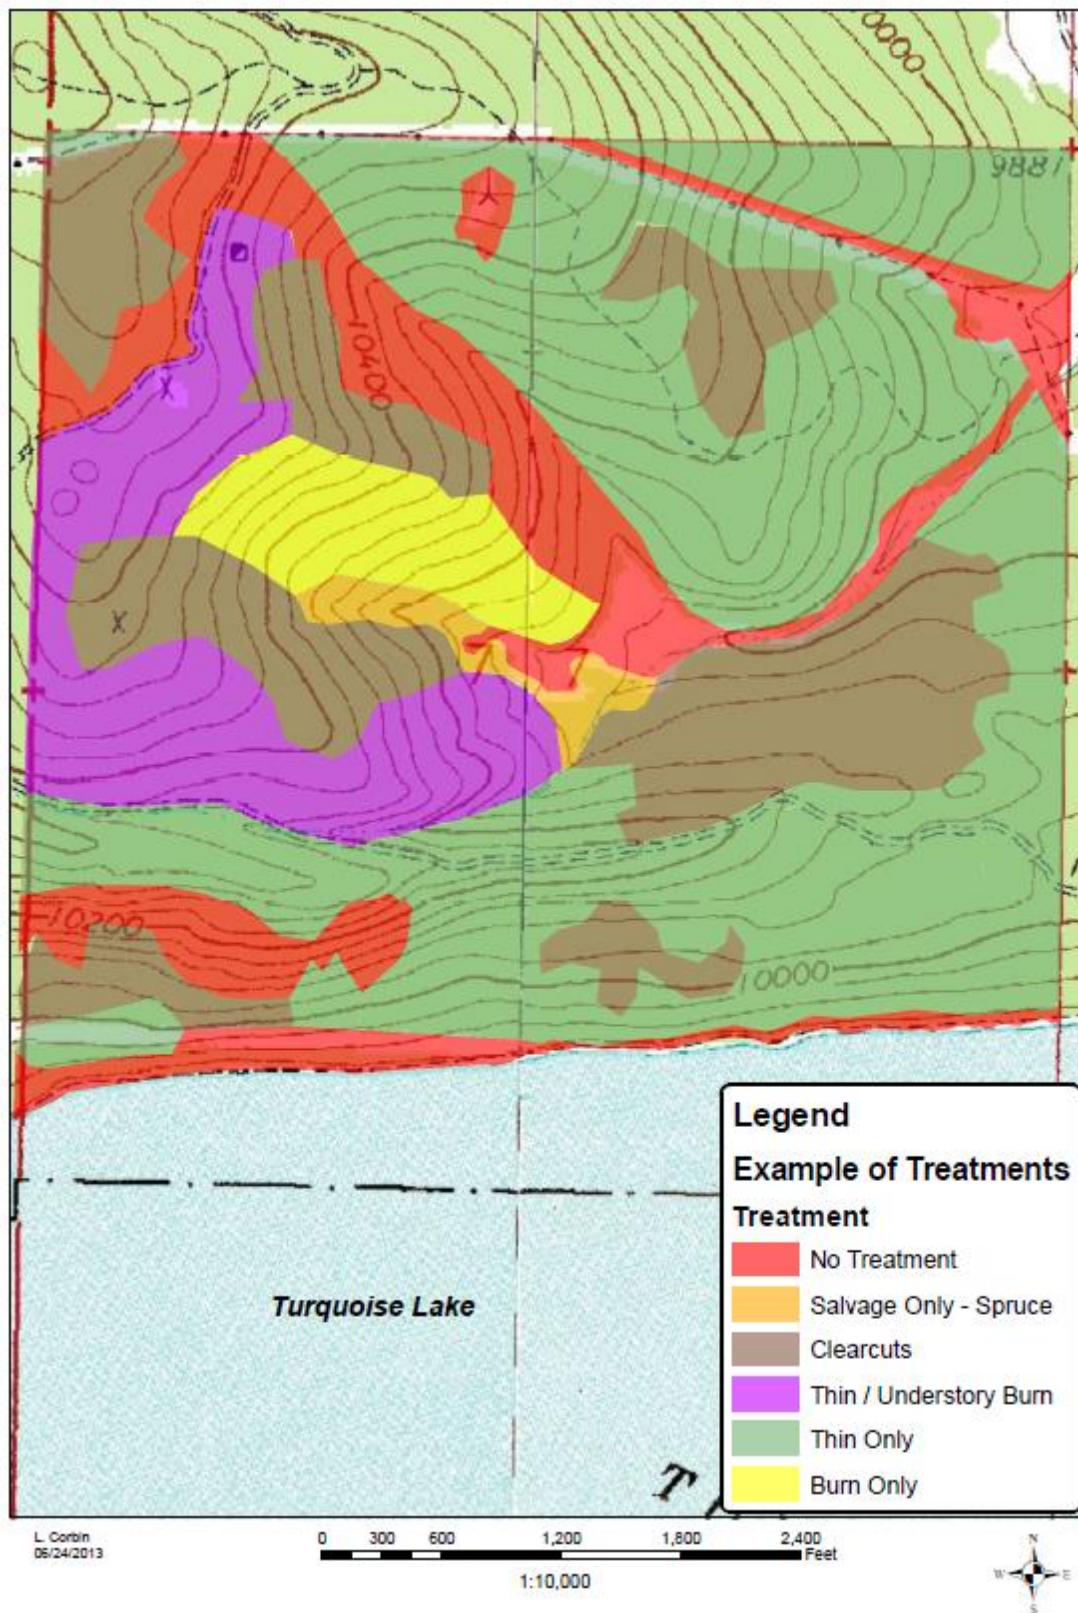 0000
9881
10400
10200
10000
Turquoise Lake
T
Legend
Example of Treatments
Treatment
No Treatment
Salvage Only - Spruce
Clearcuts
Thin / Understory Burn
Thin Only
Burn Only
L. Corbin
06/24/2013
0 300 600 1,200 1,800 2,400
Feet
1:10,000
N
W E
S